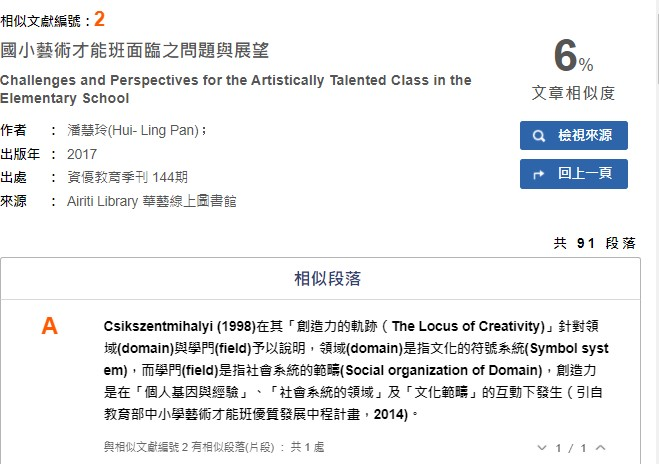 相似文獻編號：2
國小藝術才能班面臨之問題與展望
Challenges and Perspectives for the Artistically Talented Class in the
Elementary School
6%
文章相似度
作者 ： 潘慧玲(Hui- Ling Pan)；
出版年 ： 2017
出處 ： 資優教育季刊 144期
來源 ： Airiti Library 華藝線上圖書館
檢視來源
回上一頁
共 91 段落
相似段落
A
Csikszentmihalyi (1998)在其「創造力的軌跡（ The Locus of Creativity)」針對領
域(domain)與學門(field)予以說明，領域(domain)是指文化的符號系統(Symbol syst
em)，而學門(field)是指社會系統的範疇(Social organization of Domain)，創造力
是在「個人基因與經驗」、「社會系統的領域」及「文化範疇」的互動下發生（引自
教育部中小學藝術才能班優質發展中程計畫，2014)。
與相似文獻編號 2 有相似段落(片段) ： 共 1 處
1 / 1